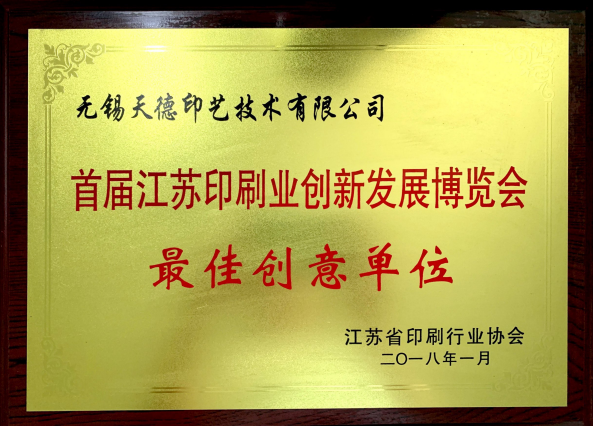 无锡天德印艺技术有限公司
首届江苏印刷业创新发展博览会
最佳创意单位
江苏省印刷行业协会
二〇一八年一月